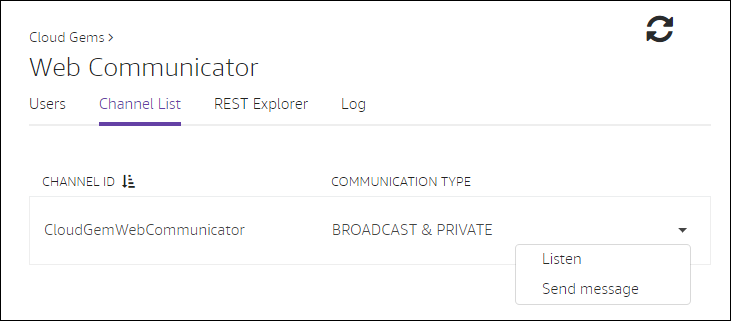 Cloud Gems >
Web Communicator
Users Channel List REST Explorer Log
CHANNEL ID COMMUNICATION TYPE
CloudGemWebCommunicator BROADCAST & PRIVATE
Listen
Send message